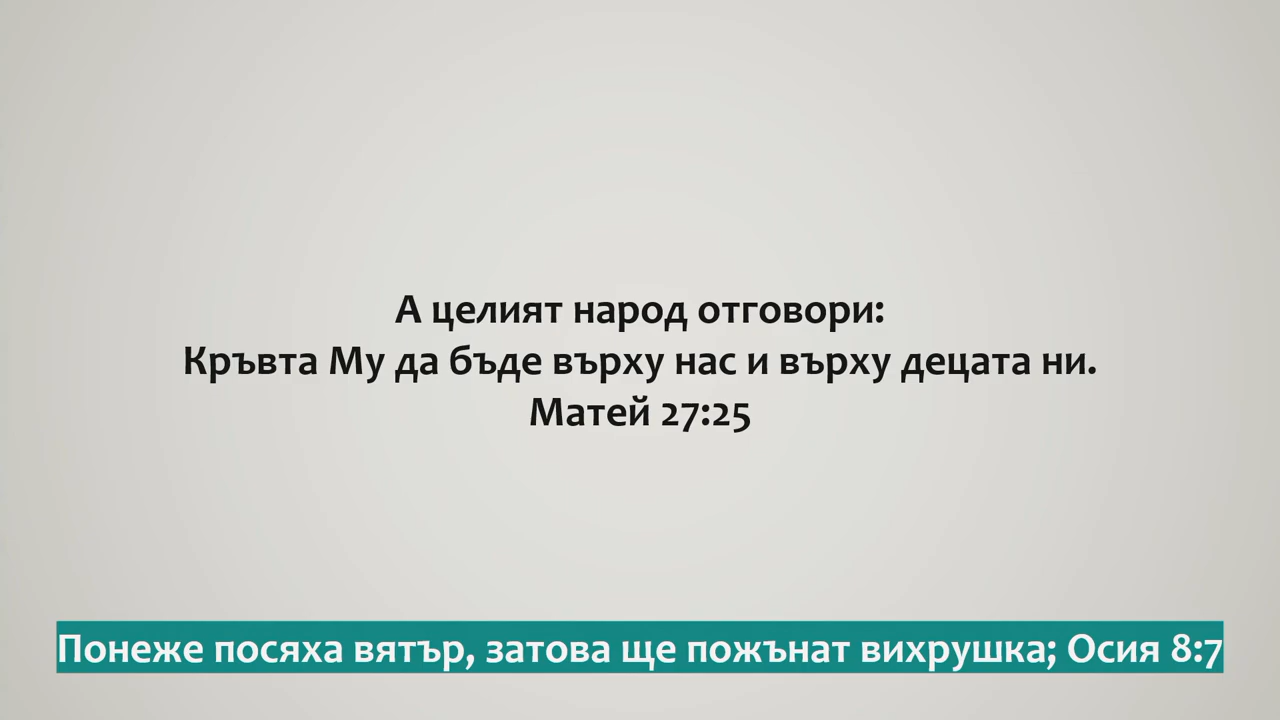 А целият народ отговори:
Кръвта Му да бъде върху нас и върху децата ни.
Матей 27:25
Понеже посяха вятър, затова ще пожънат вихрушка; Осия 8:7